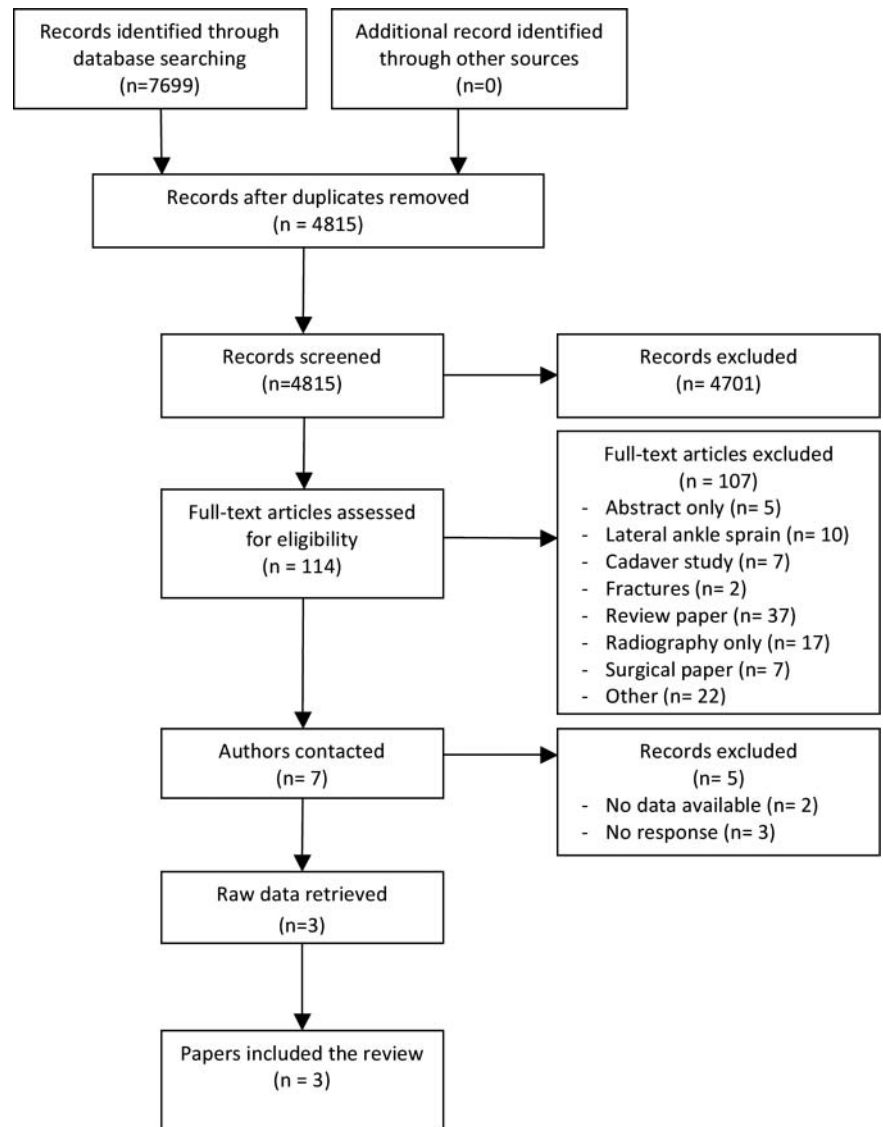 Records identified through
database searching
(n=7699)
Additional record identified
through other sources
(n=0)
Records after duplicates removed
(n = 4815)
Records screened
(n=4815)
Records excluded
(n= 4701)
Full-text articles assessed
for eligibility
(n = 114)
Full-text articles excluded
(n = 107)
- Abstract only (n= 5)
- Lateral ankle sprain (n= 10)
- Cadaver study (n= 7)
- Fractures (n= 2)
- Review paper (n= 37)
- Radiography only (n= 17)
- Surgical paper (n= 7)
- Other (n= 22)
Authors contacted
(n= 7)
Records excluded
(n= 5)
- No data available (n= 2)
- No response (n= 3)
Raw data retrieved
(n=3)
Papers included the review
(n = 3)